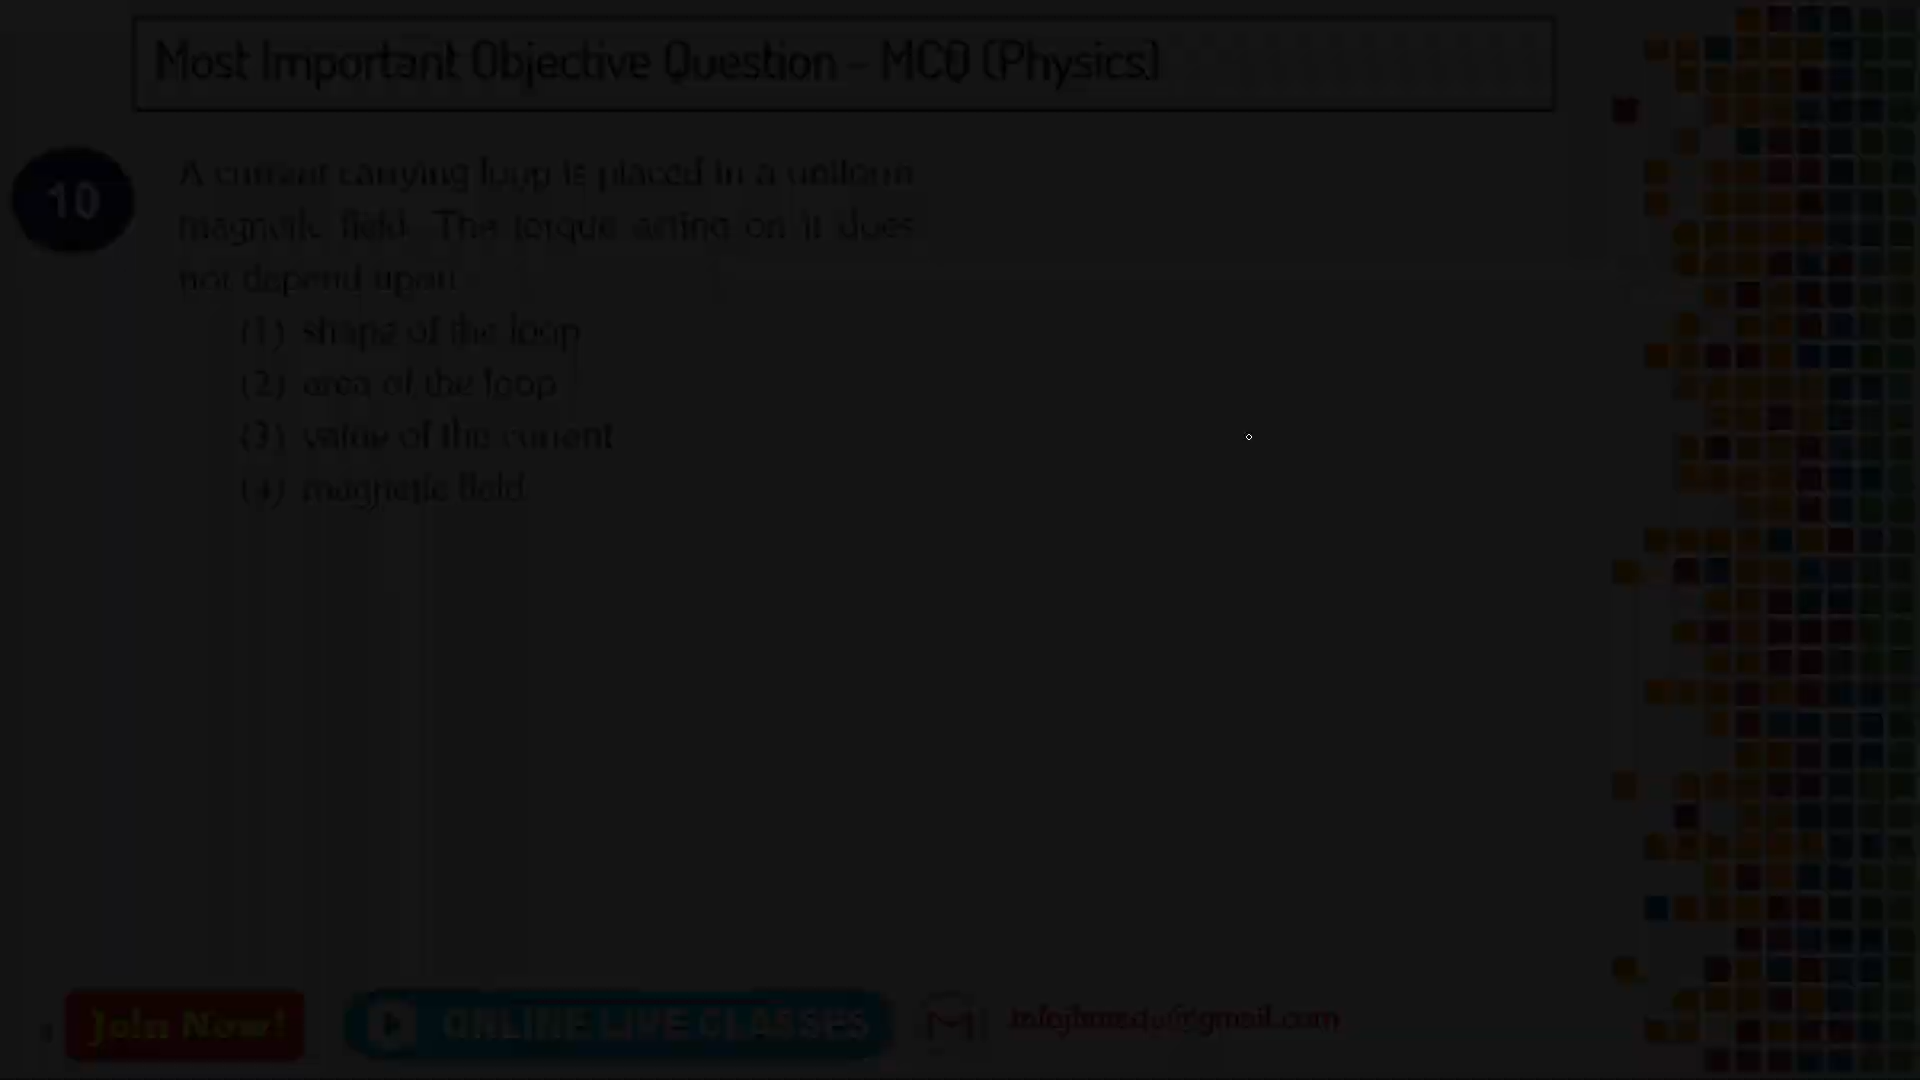 Most Important Objective Question - MCQ (Physics)
10
A current carrying loop is placed in a uniform
magnetic field. The torque acting on it does
not depend upon
(1) shape of the loop
(2) area of the loop
(3) value of the current
(4) magnetic field
Join Now!
ONLINE LIVE CLASSES